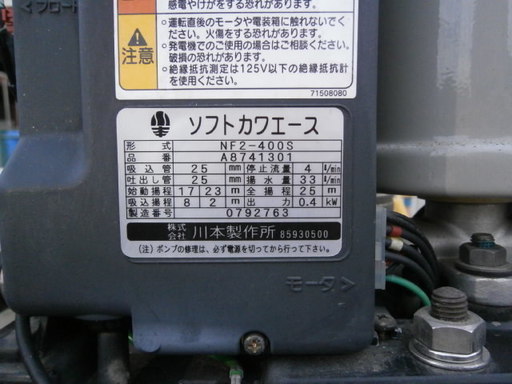 <フロート
感電やけがをする恐れがあります。
注意
・運転直後のモータや電装箱に触れないでください。火傷をする恐れがあります。
・発電機でのご使用の場合はご相談ください。
破損の恐れがあります。
・絶縁抵抗測定は125V以下の絶縁抵抗計
を使用ください。
71508080
ソフトカワエース
形式 NF2-400S
品番 A8741301
吸込管 25 mm 停止流量 4 ℓ/min
吐出し管 25 mm 揚水量 33 ℓ/min
始動揚程 17 23 m 全揚程 25 m
吸込揚程 8 2 m 出力 0.4 kW
製造番号 0792763
株式会社 川本製作所 85930500
(注)ポンプの修理は、必ず電源を切ってから行って下さい。
モータ>